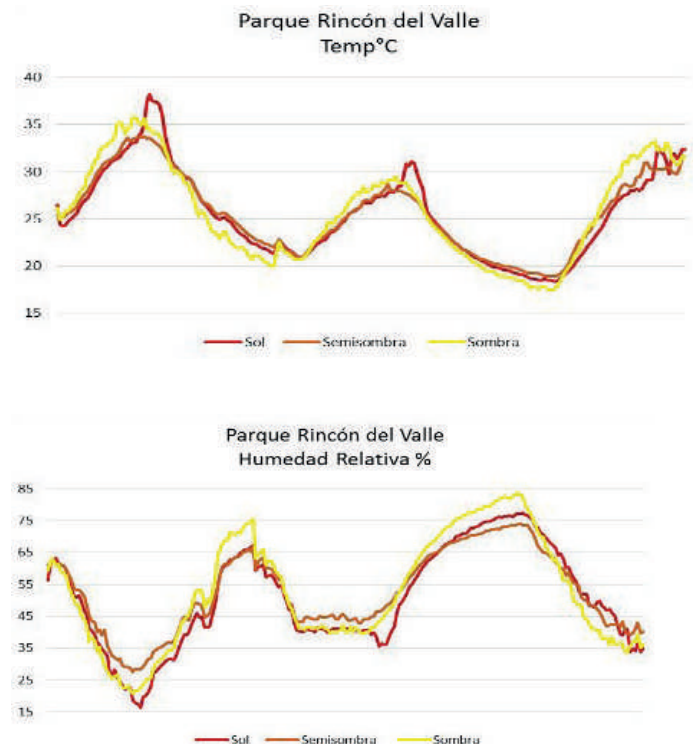 Parque Rincón del Valle
Temp°C
40
35
30
25
20
15
Sol Semisombra Sombra
Parque Rincón del Valle
Humedad Relativa %
85
75
65
55
45
35
25
15
Sol Semisombra Sombra